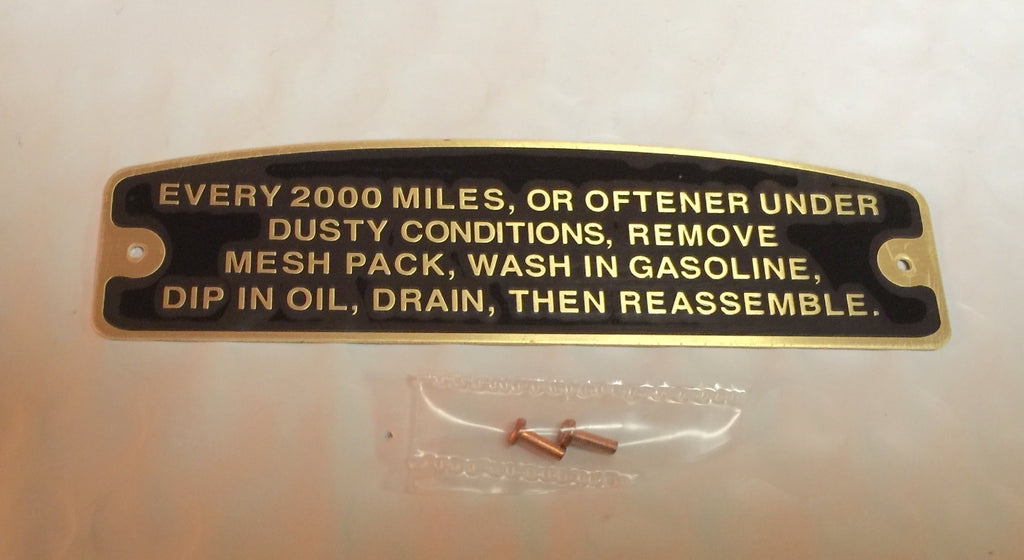 EVERY 2000 MILES, OR OFTENER UNDER
DUSTY CONDITIONS, REMOVE
MESH PACK, WASH IN GASOLINE,
DIP IN OIL, DRAIN, THEN REASSEMBLE.